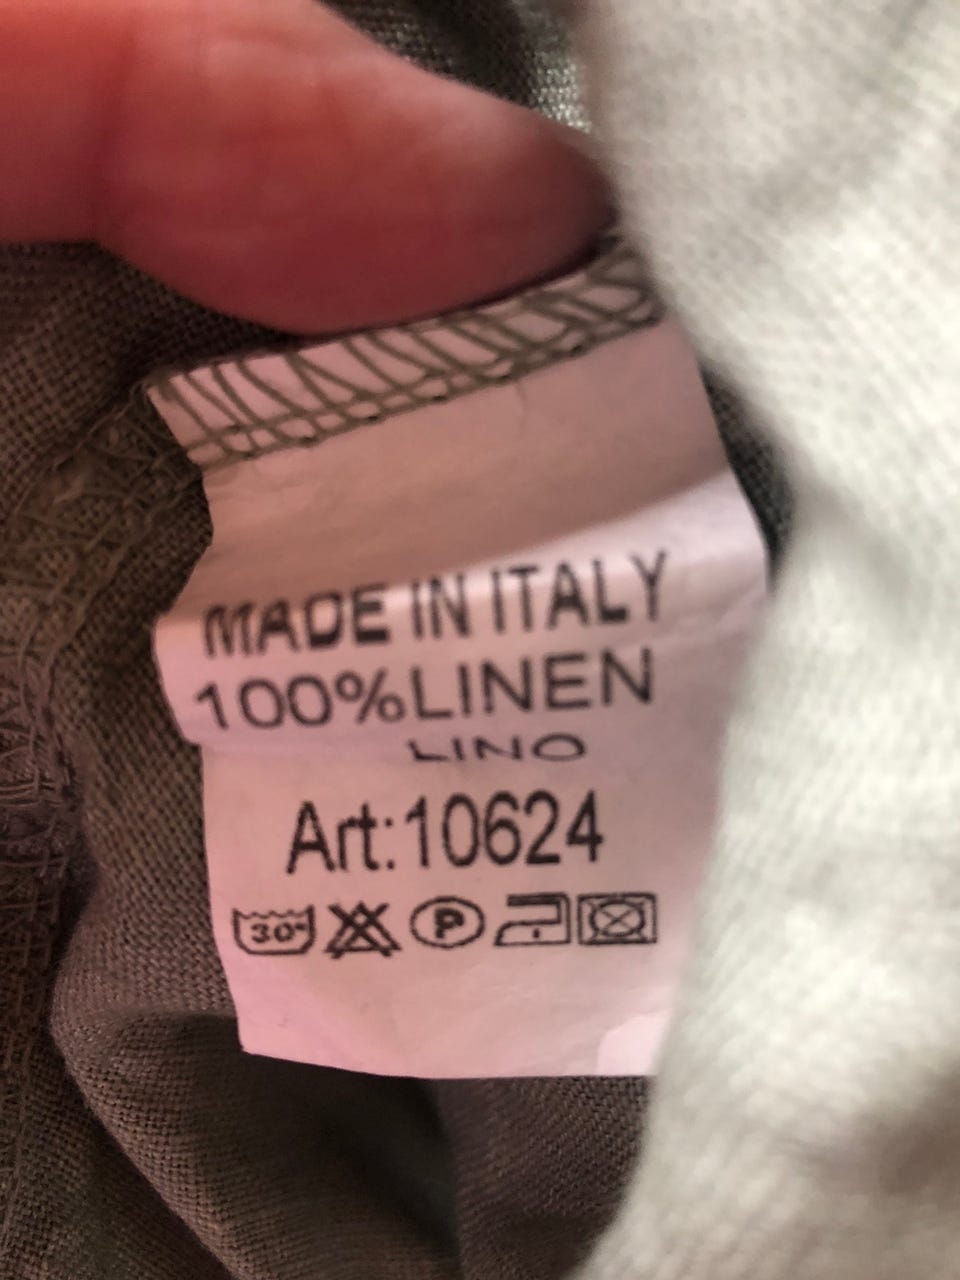 MADE IN ITALY
100%LINEN
LINO
Art:10624
30° P